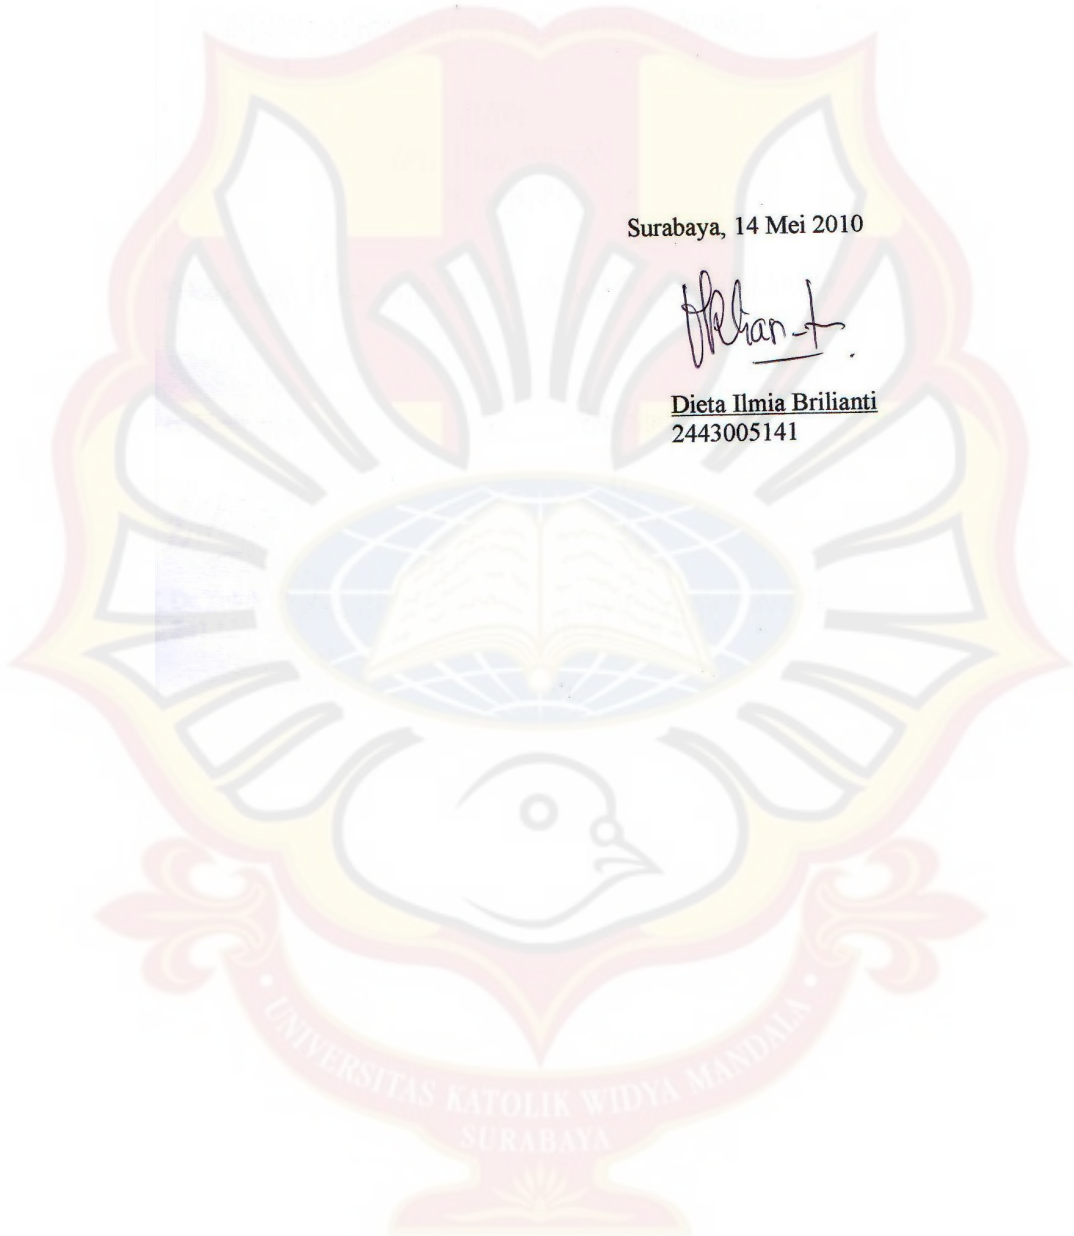 Surabaya, 14 Mei 2010
Dieta Ilmia Brilianti
2443005141
UNIVERSITAS KATOLIK WIDYA MANDALA
SURABAYA